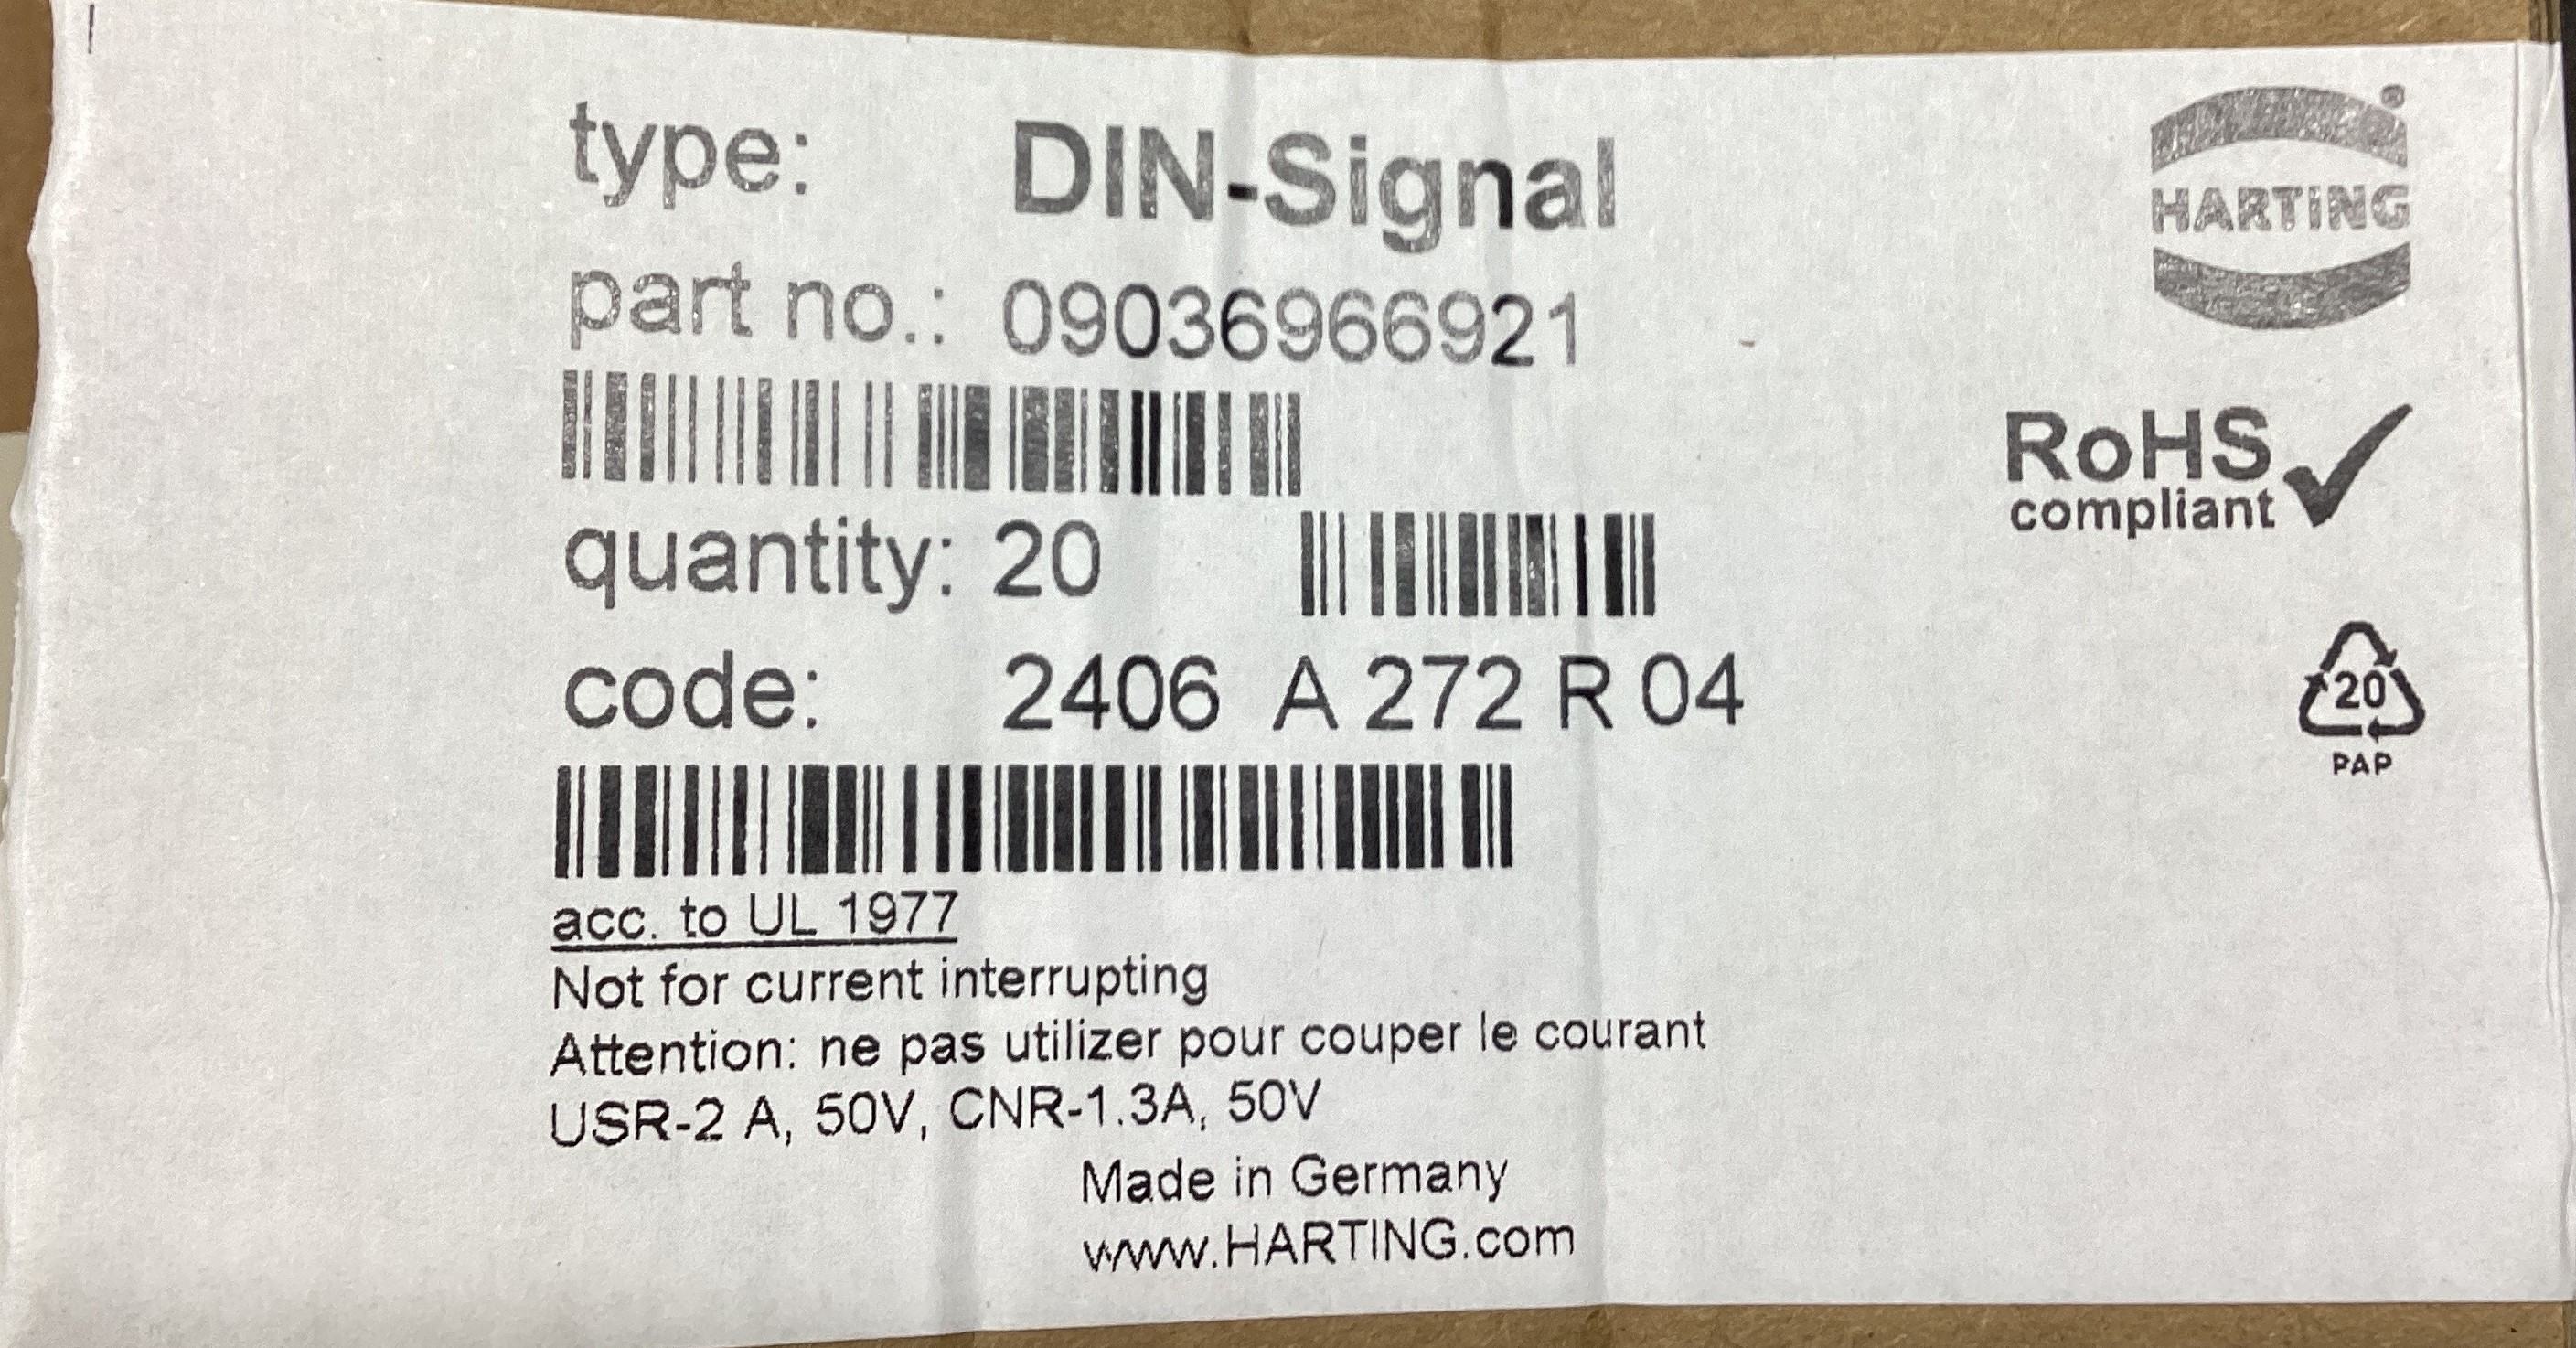 type: DIN-Signal
®
HARTING
part no.: 09036966921
RoHS
compliant
quantity: 20
code: 2406 A 272 R 04
20
PAP
acc. to UL 1977
Not for current interrupting
Attention: ne pas utilizer pour couper le courant
USR-2 A, 50V, CNR-1.3A, 50V
Made in Germany
www.HARTING.com